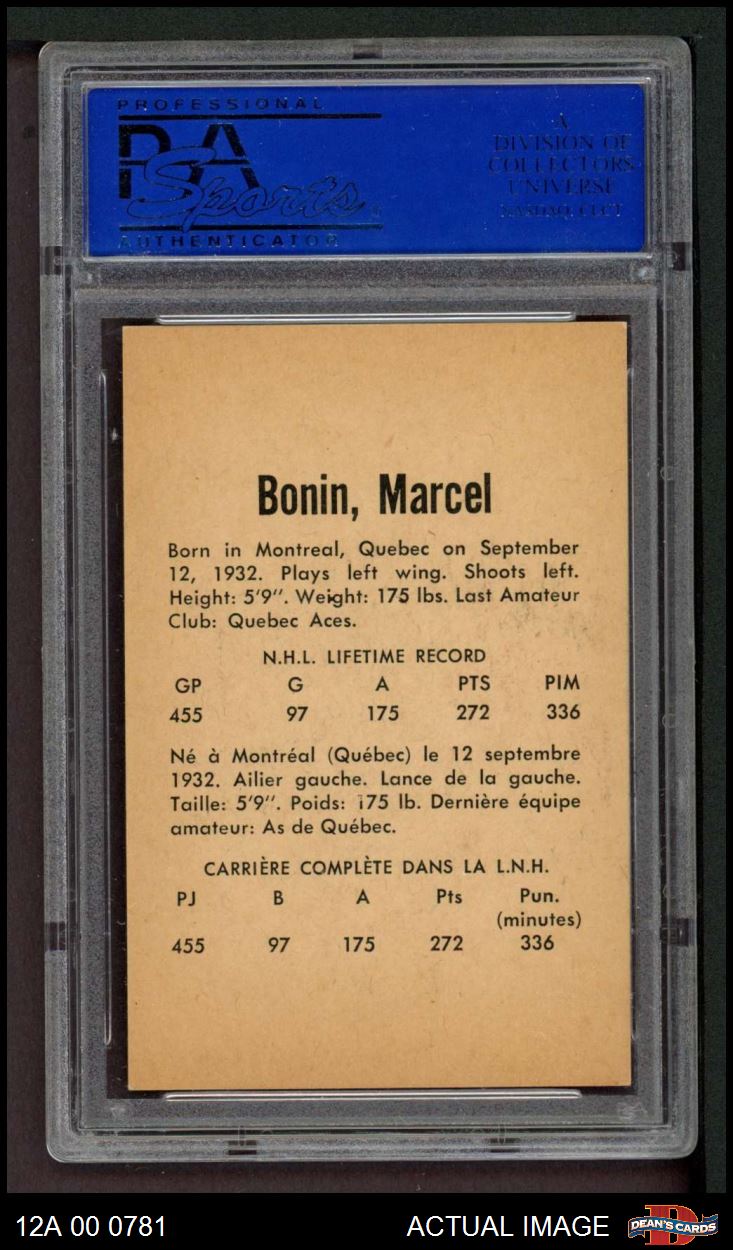 PROFESSIONAL
PSA
Sports
AUTHENTICATOR
A
DIVISION OF
COLLECTORS
UNIVERSE
NASDAQ: CLCT
Bonin, Marcel
Born in Montreal, Quebec on September
12, 1932. Plays left wing. Shoots left.
Height: 5'9". Weight: 175 lbs. Last Amateur
Club: Quebec Aces.
N.H.L. LIFETIME RECORD
GP G A PTS PIM
455 97 175 272 336
Né à Montréal (Québec) le 12 septembre
1932. Ailier gauche. Lance de la gauche.
Taille: 5'9". Poids: 175 lb. Dernière équipe
amateur: As de Québec.
CARRIÈRE COMPLÈTE DANS LA L.N.H.
PJ B A Pts Pun.
(minutes)
455 97 175 272 336
12A 00 0781 ACTUAL IMAGE DEAN'S CARDS